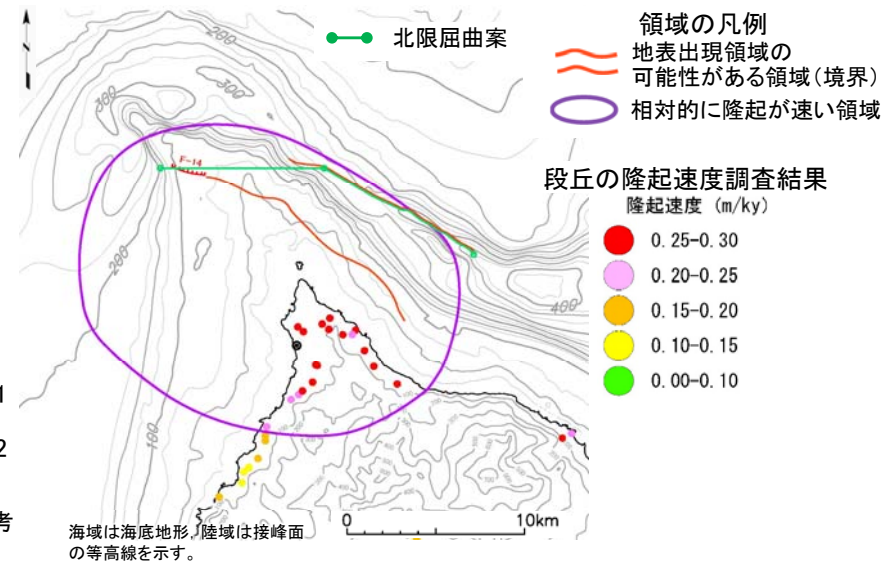 N
北限屈曲案
領域の凡例
地表出現領域の
可能性がある領域(境界)
相対的に隆起が速い領域
段丘の隆起速度調査結果
隆起速度 (m/ky)
0.25-0.30
0.20-0.25
0.15-0.20
0.10-0.15
0.00-0.10
200
300
300
F-14
200
400
100
1
2
考
0 10km
海域は海底地形,陸域は接峰面
の等高線を示す。